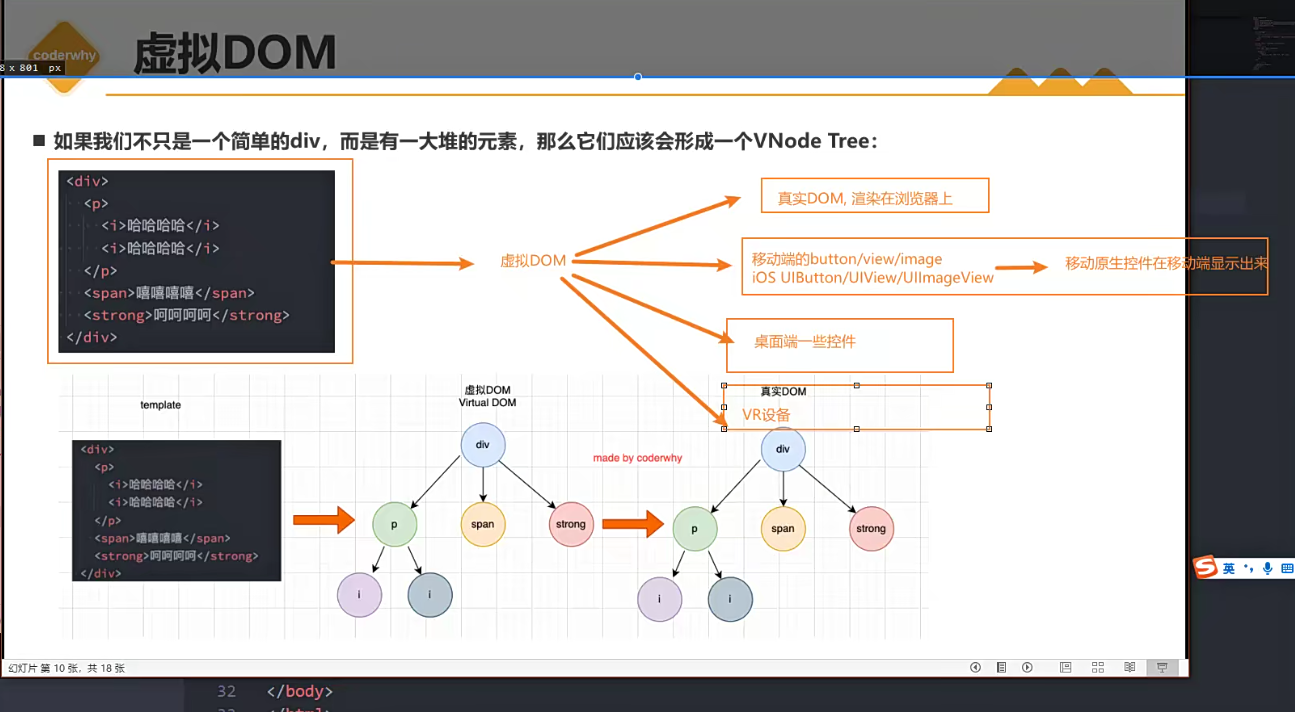 coderwhy
虚拟DOM
8 x 801 px
■ 如果我们不只是一个简单的div，而是有一大堆的元素，那么它们应该会形成一个VNode Tree：
<div>
<p>
<i>哈哈哈哈</i>
<i>哈哈哈哈</i>
</p>
<span>嘻嘻嘻嘻</span>
<strong>呵呵呵呵</strong>
</div>
虚拟DOM
真实DOM, 渲染在浏览器上
移动端的button/view/image
iOS UIButton/UIView/UIImageView
移动原生控件在移动端显示出来
桌面端一些控件
VR设备
template
<div>
<p>
<i>哈哈哈哈</i>
<i>哈哈哈哈</i>
</p>
<span>嘻嘻嘻嘻</span>
<strong>呵呵呵呵</strong>
</div>
虚拟DOM
Virtual DOM
div
p
span
strong
i
i
made by coderwhy
真实DOM
div
p
span
strong
i
i
英
幻灯片 第 10 张，共 18 张
32 </body>